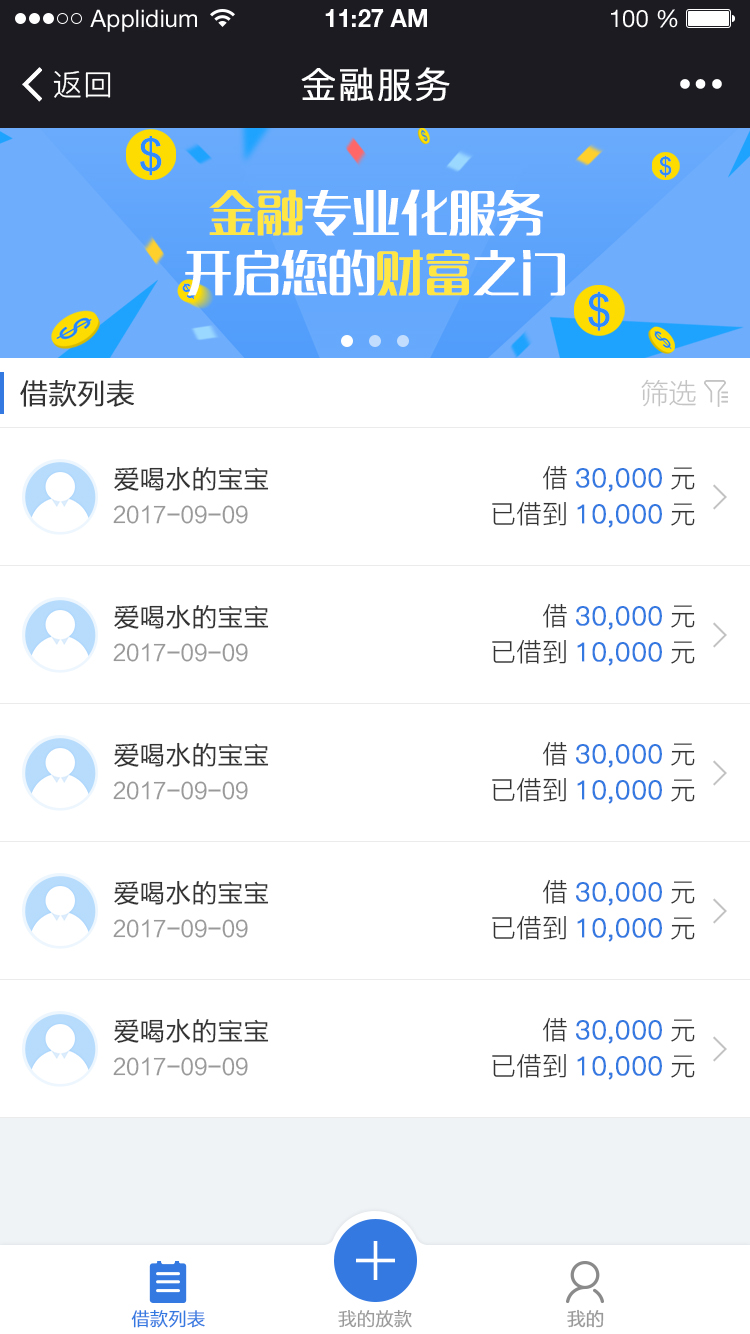 Applidium 11:27 AM 100 %
返回 金融服务
金融专业化服务
开启您的财富之门
借款列表 筛选
爱喝水的宝宝 借 30,000 元
2017-09-09 已借到 10,000 元
爱喝水的宝宝 借 30,000 元
2017-09-09 已借到 10,000 元
爱喝水的宝宝 借 30,000 元
2017-09-09 已借到 10,000 元
爱喝水的宝宝 借 30,000 元
2017-09-09 已借到 10,000 元
爱喝水的宝宝 借 30,000 元
2017-09-09 已借到 10,000 元
借款列表 我的放款 我的